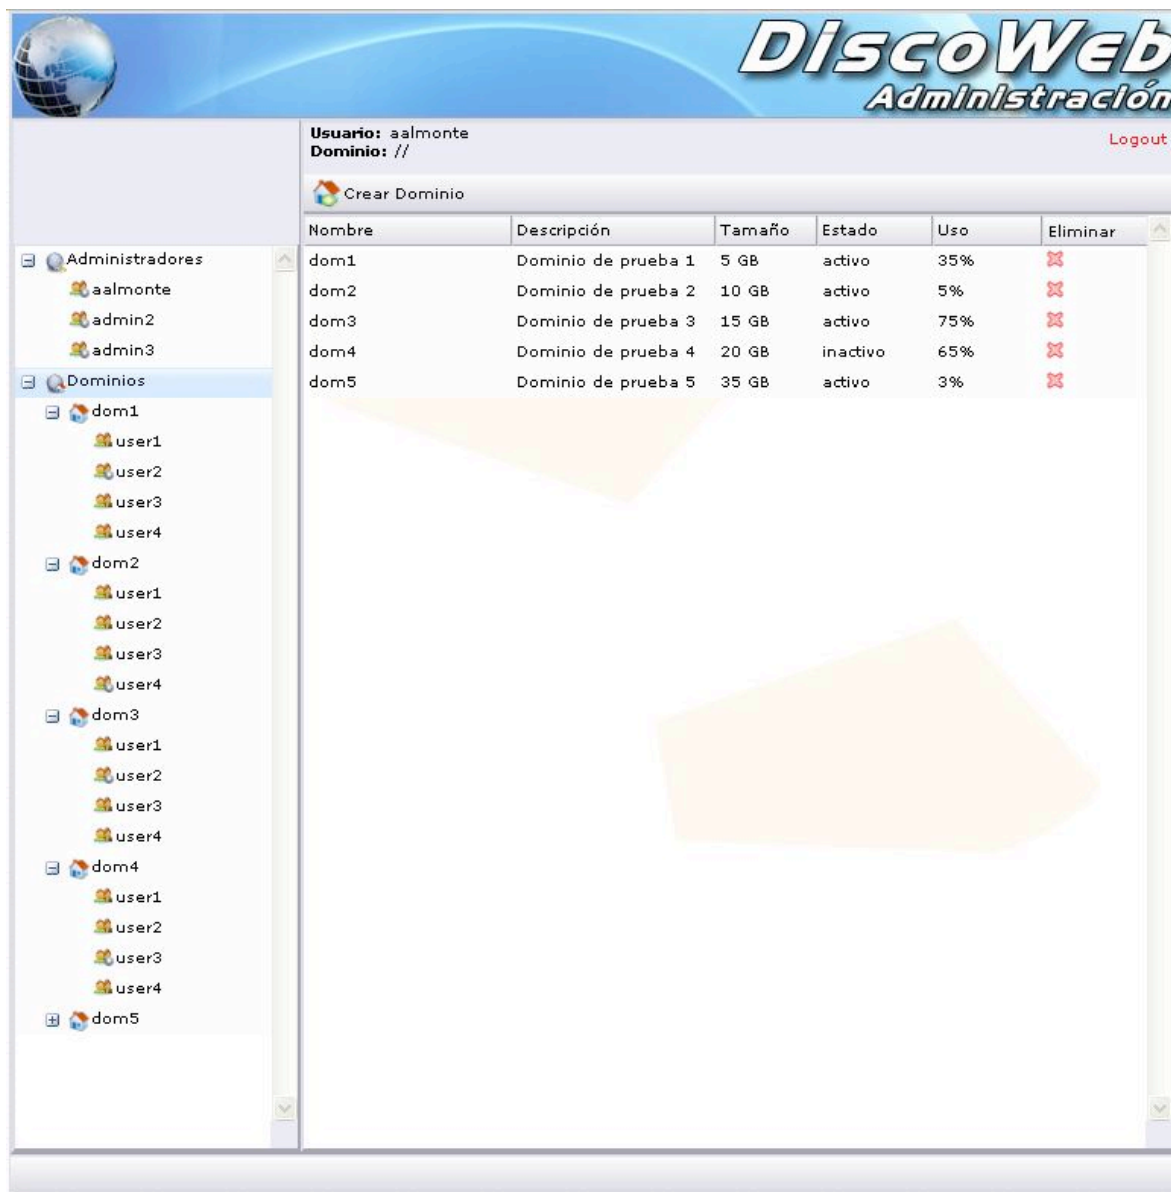 DiscoWeb
Administración
Usuario: aalmonte
Dominio: //
Logout
Crear Dominio
Nombre Descripción Tamaño Estado Uso Eliminar
dom1 Dominio de prueba 1 5 GB activo 35%
dom2 Dominio de prueba 2 10 GB activo 5%
dom3 Dominio de prueba 3 15 GB activo 75%
dom4 Dominio de prueba 4 20 GB inactivo 65%
dom5 Dominio de prueba 5 35 GB activo 3%
Administradores
aalmonte
admin2
admin3
Dominios
dom1
user1
user2
user3
user4
dom2
user1
user2
user3
user4
dom3
user1
user2
user3
user4
dom4
user1
user2
user3
user4
dom5